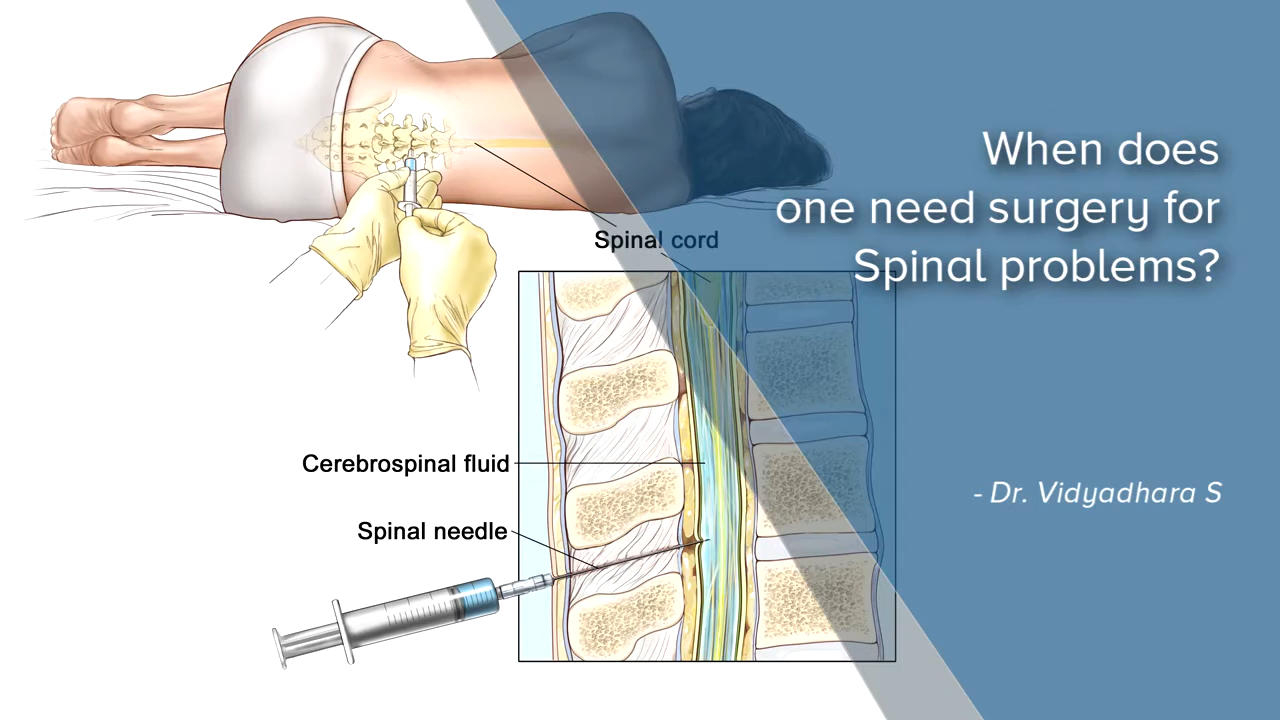 When does
one need surgery for
Spinal problems?
- Dr. Vidyadhara S
Spinal cord
Cerebrospinal fluid
Spinal needle